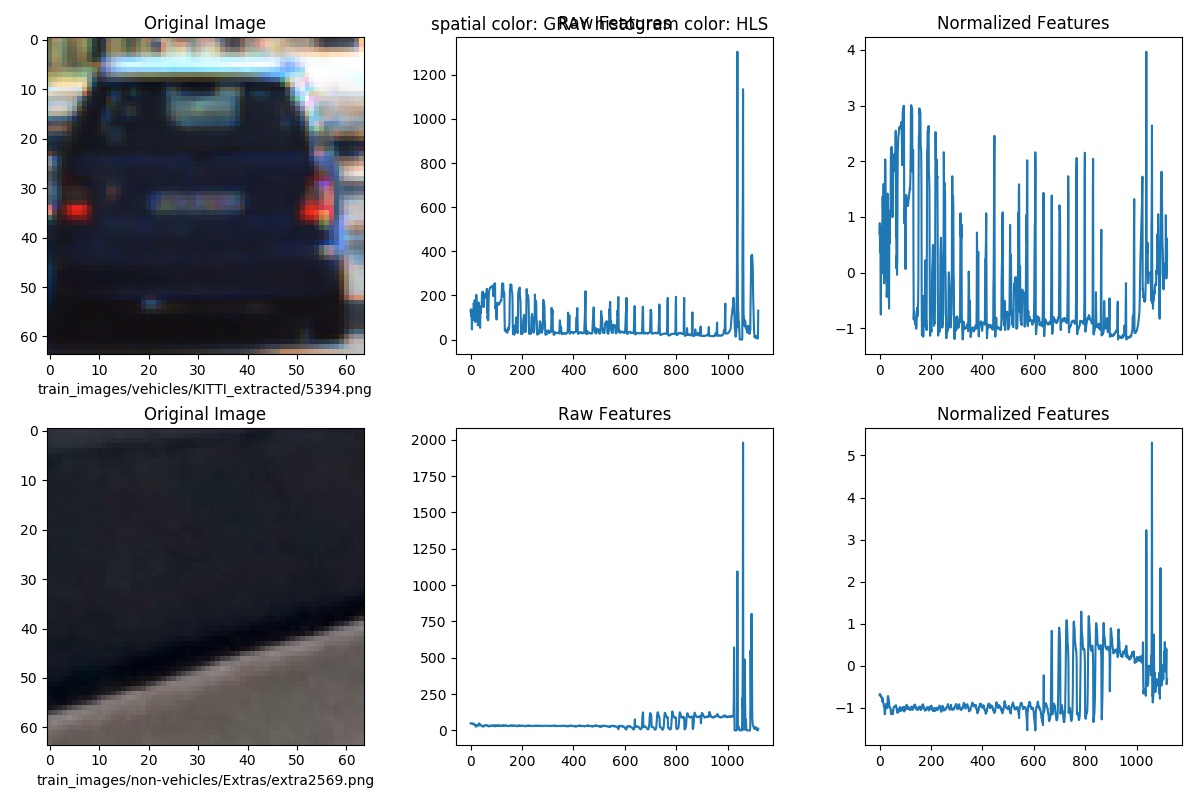 Original Image
spatial color: GRAY histogram color: HLS
Raw Features
Normalized Features
0
10
20
30
40
50
60
0 10 20 30 40 50 60
train_images/vehicles/KITTI_extracted/5394.png
1200
1000
800
600
400
200
0
0 200 400 600 800 1000
4
3
2
1
0
−1
0 200 400 600 800 1000
Original Image
Raw Features
Normalized Features
0
10
20
30
40
50
60
0 10 20 30 40 50 60
train_images/non-vehicles/Extras/extra2569.png
2000
1750
1500
1250
1000
750
500
250
0
0 200 400 600 800 1000
5
4
3
2
1
0
−1
0 200 400 600 800 1000